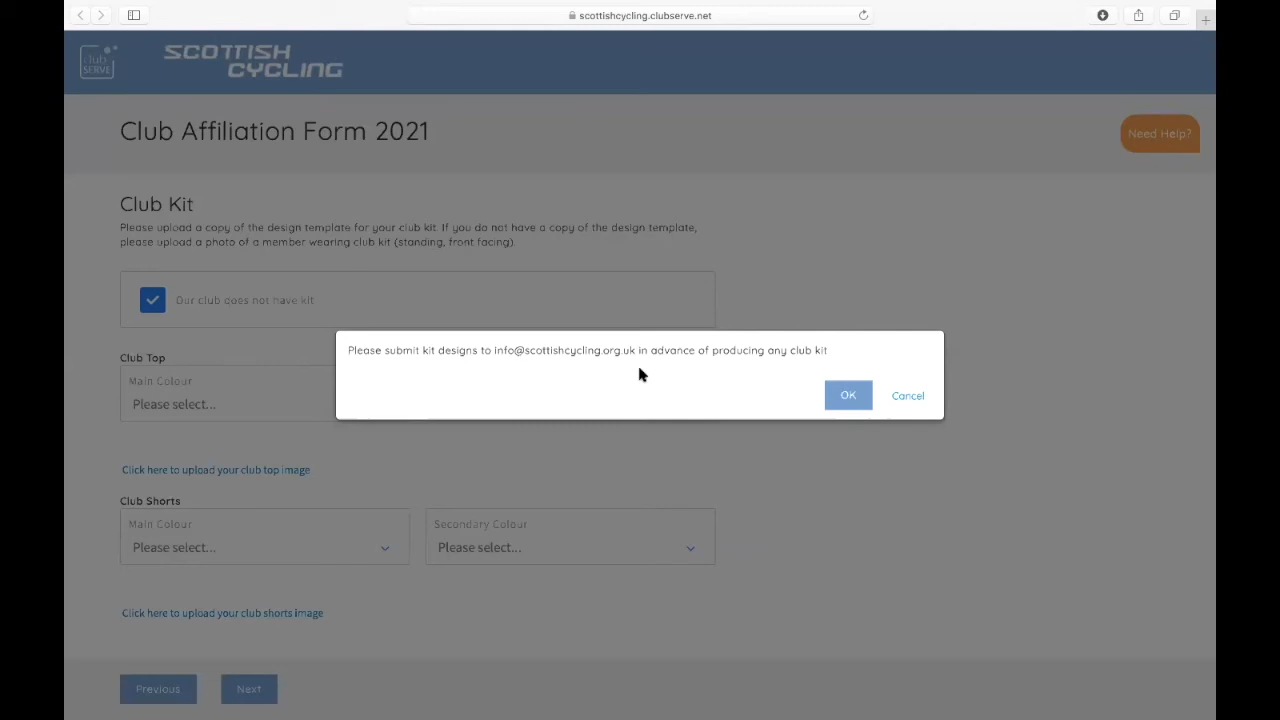 scottishcycling.clubserve.net
club
SERVE
SCOTTISH
CYCLING
Club Affiliation Form 2021
Need Help?
Club Kit
Please upload a copy of the design template for your club kit. If you do not have a copy of the design template,
please upload a photo of a member wearing club kit (standing, front facing).
Our club does not have kit
Please submit kit designs to info@scottishcycling.org.uk in advance of producing any club kit
OK
Cancel
Club Top
Main Colour
Please select...
Click here to upload your club top image
Club Shorts
Main Colour
Please select...
Secondary Colour
Please select...
Click here to upload your club shorts image
Previous
Next